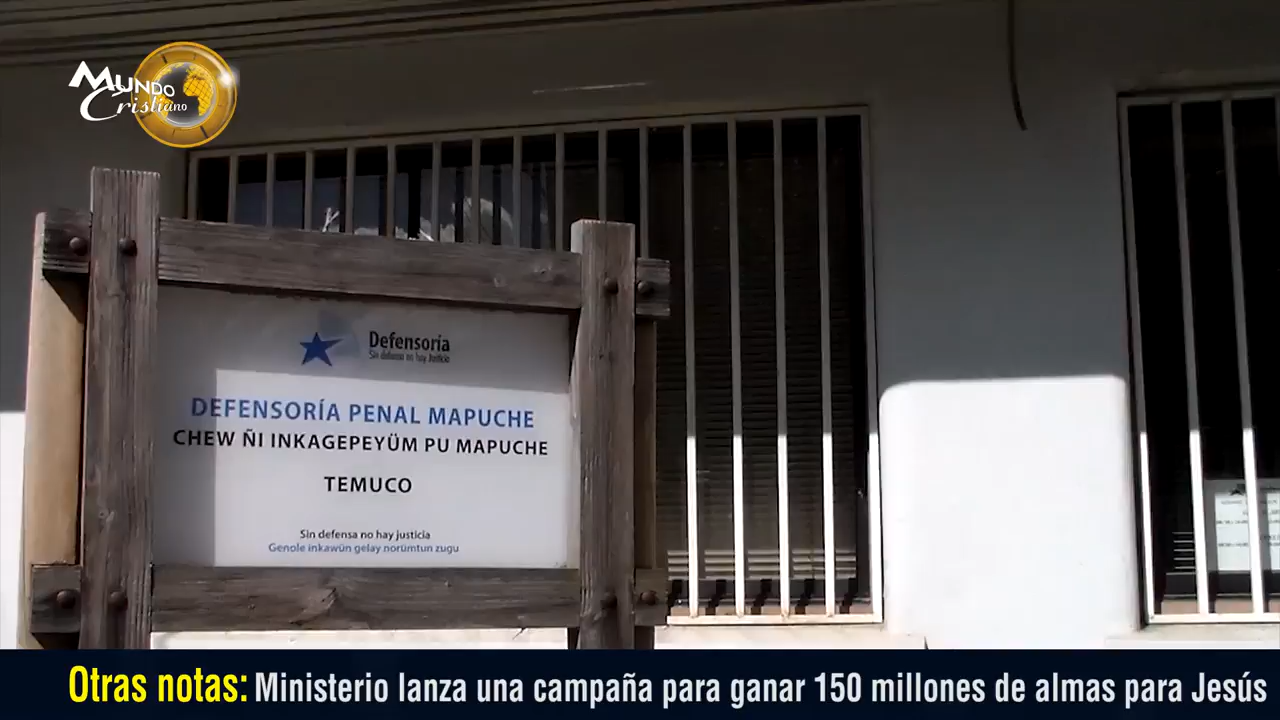 Mundo
Cristiano
Defensoría
Sin defensa no hay Justicia
DEFENSORÍA PENAL MAPUCHE
CHEW ÑI INKAGEPEYÜM PU MAPUCHE
TEMUCO
Sin defensa no hay justicia
Genole inkawün gelay norümtun zugu
Otras notas: Ministerio lanza una campaña para ganar 150 millones de almas para Jesús